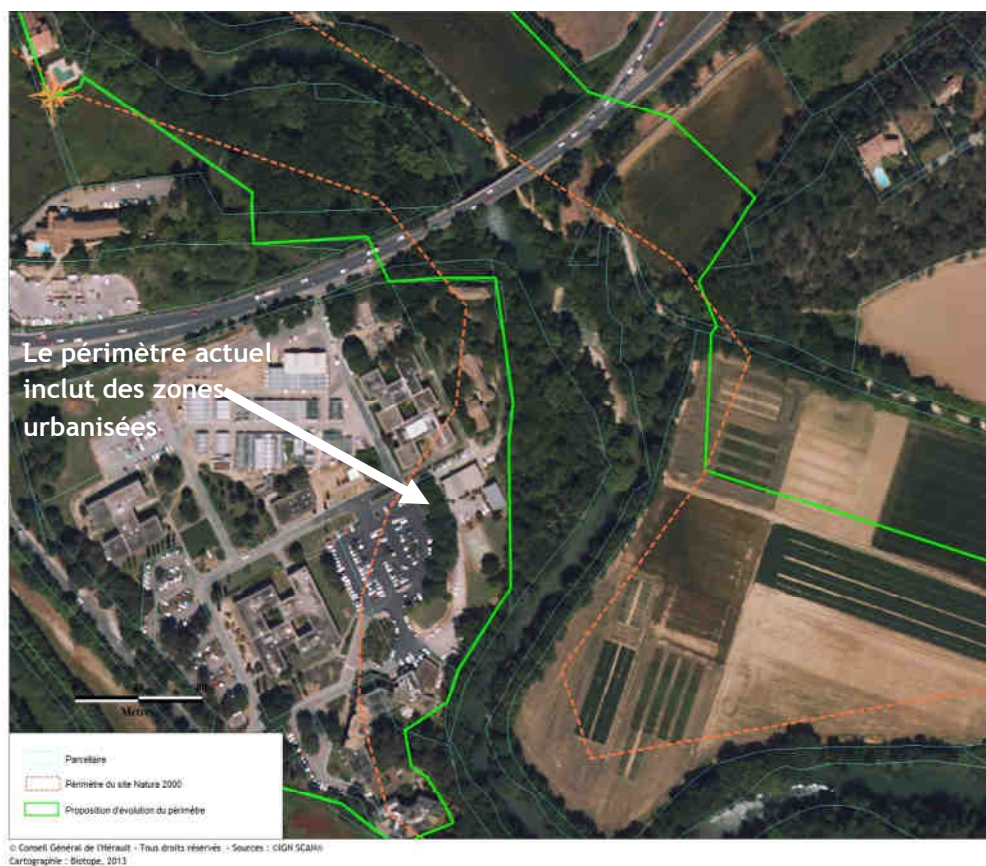 Le périmètre actuel
inclut des zones
urbanisées
Mètres
Parcellaire
Périmètre du site Natura 2000
Proposition d'évolution du périmètre
© Conseil Général de l'Hérault - Tous droits réservés - Sources : ©IGN SCAN®
Cartographie : Biotope, 2013